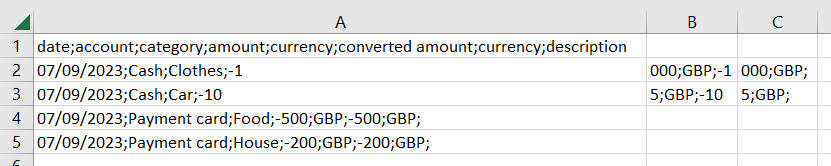 A B C
1 date;account;category;amount;currency;converted amount;currency;description
2 07/09/2023;Cash;Clothes;-1 000;GBP;-1 000;GBP;
3 07/09/2023;Cash;Car;-10 5;GBP;-10 5;GBP;
4 07/09/2023;Payment card;Food;-500;GBP;-500;GBP;
5 07/09/2023;Payment card;House;-200;GBP;-200;GBP;